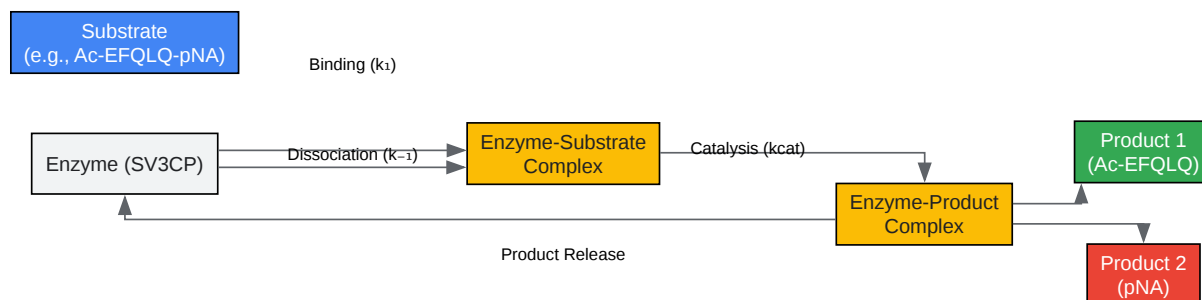 Substrate
(e.g., Ac-EFQLQ-pNA)
Binding (k₁)
Enzyme (SV3CP)
Dissociation (k₋₁)
Enzyme-Substrate
Complex
Catalysis (kcat)
Product 1
(Ac-EFQLQ)
Enzyme-Product
Complex
Product Release
Product 2
(pNA)